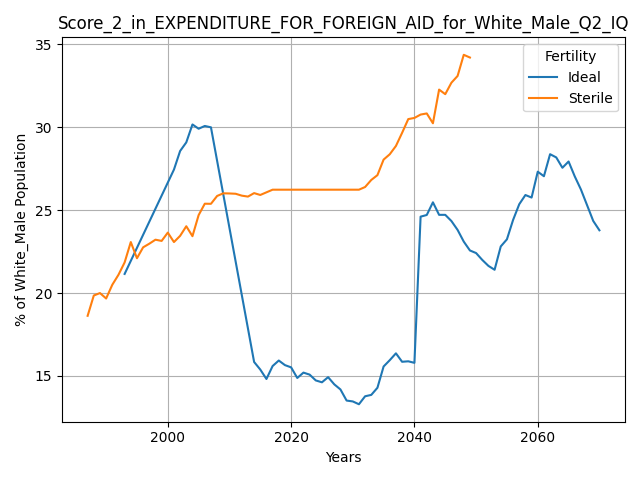 Score_2_in_EXPENDITURE_FOR_FOREIGN_AID_for_White_Male_Q2_IQ
Fertility
Ideal
Sterile
% of White_Male Population
35
30
25
20
15
2000
2020
2040
2060
Years